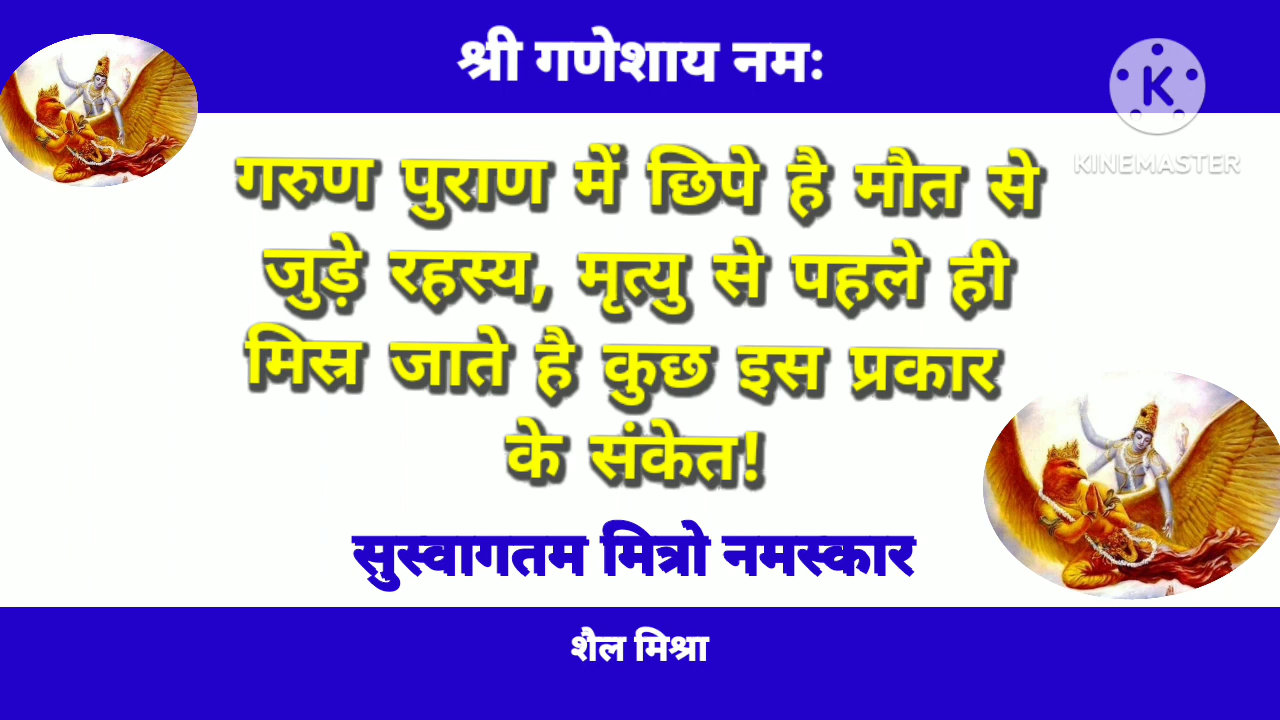 श्री गणेशाय नमः
KINEMASTER
गरुण पुराण में छिपे है मौत से
जुड़े रहस्य, मृत्यु से पहले ही
मिस्र जाते है कुछ इस प्रकार
के संकेत!
सुस्वागतम मित्रो नमस्कार
शैल मिश्रा